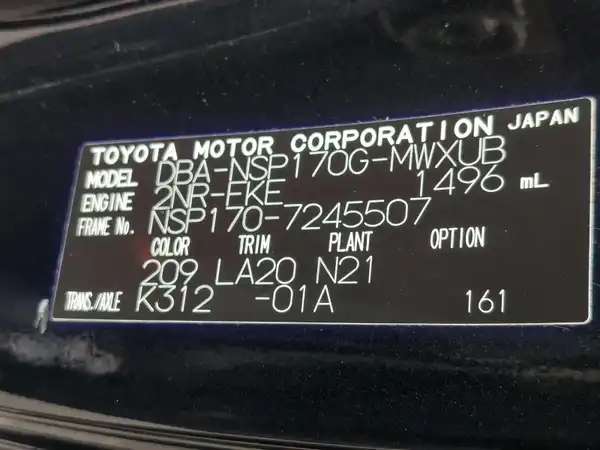 TOYOTA MOTOR CORPORATION JAPAN
MODEL DBA-NSP170G-MWXUB
ENGINE 2NR-FKE 1496 mL
FRAME No. NSP170-7245507
COLOR TRIM PLANT OPTION
209 LA20 N21
TRANS./AXLE K312 -01A 161